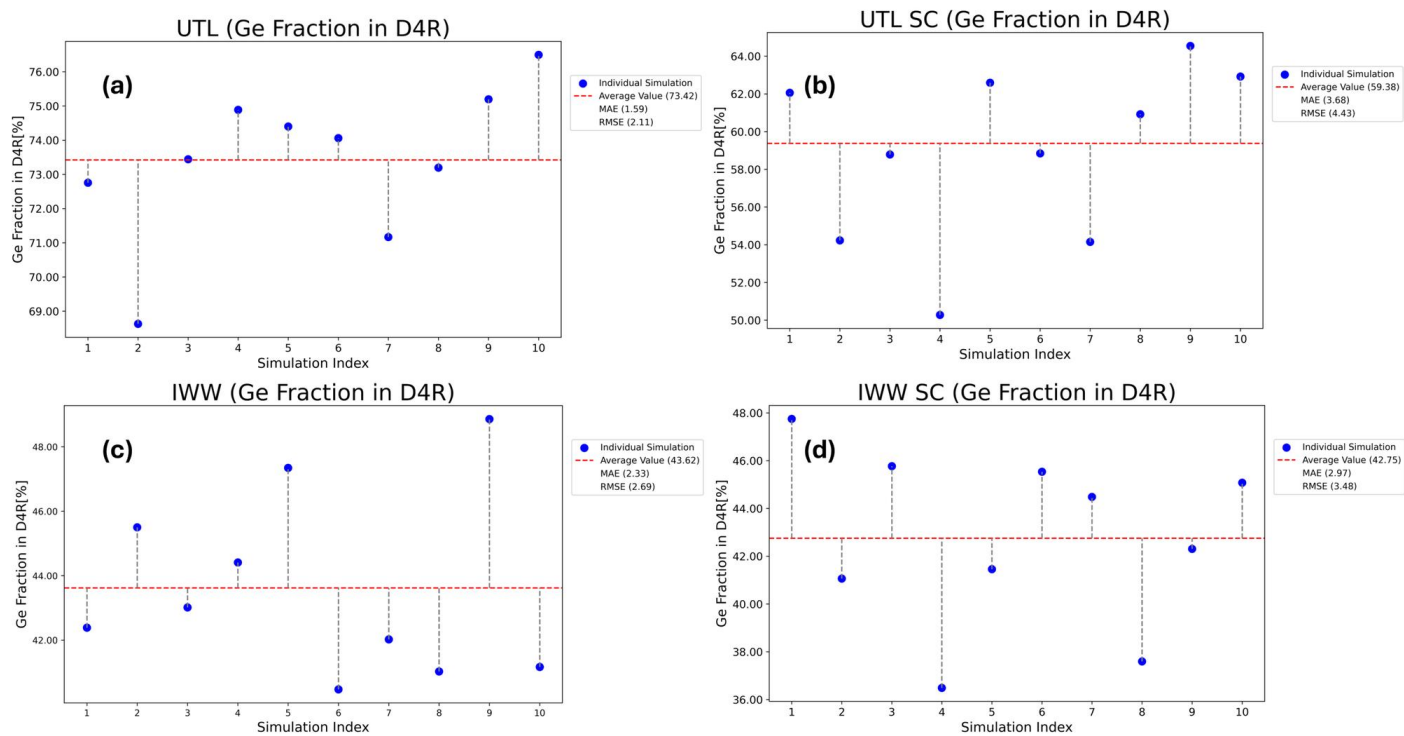 UTL (Ge Fraction in D4R)
(a)
Ge Fraction in D4R[%]
76.00
75.00
74.00
73.00
72.00
71.00
70.00
69.00
1 2 3 4 5 6 7 8 9 10
Simulation Index
Individual Simulation
Average Value (73.42)
MAE (1.59)
RMSE (2.11)
UTL SC (Ge Fraction in D4R)
(b)
Ge Fraction in D4R[%]
64.00
62.00
60.00
58.00
56.00
54.00
52.00
50.00
1 2 3 4 5 6 7 8 9 10
Simulation Index
Individual Simulation
Average Value (59.38)
MAE (3.68)
RMSE (4.43)
IWW (Ge Fraction in D4R)
(c)
Ge Fraction in D4R[%]
48.00
46.00
44.00
42.00
1 2 3 4 5 6 7 8 9 10
Simulation Index
Individual Simulation
Average Value (43.62)
MAE (2.33)
RMSE (2.69)
IWW SC (Ge Fraction in D4R)
(d)
Ge Fraction in D4R[%]
48.00
46.00
44.00
42.00
40.00
38.00
36.00
1 2 3 4 5 6 7 8 9 10
Simulation Index
Individual Simulation
Average Value (42.75)
MAE (2.97)
RMSE (3.48)